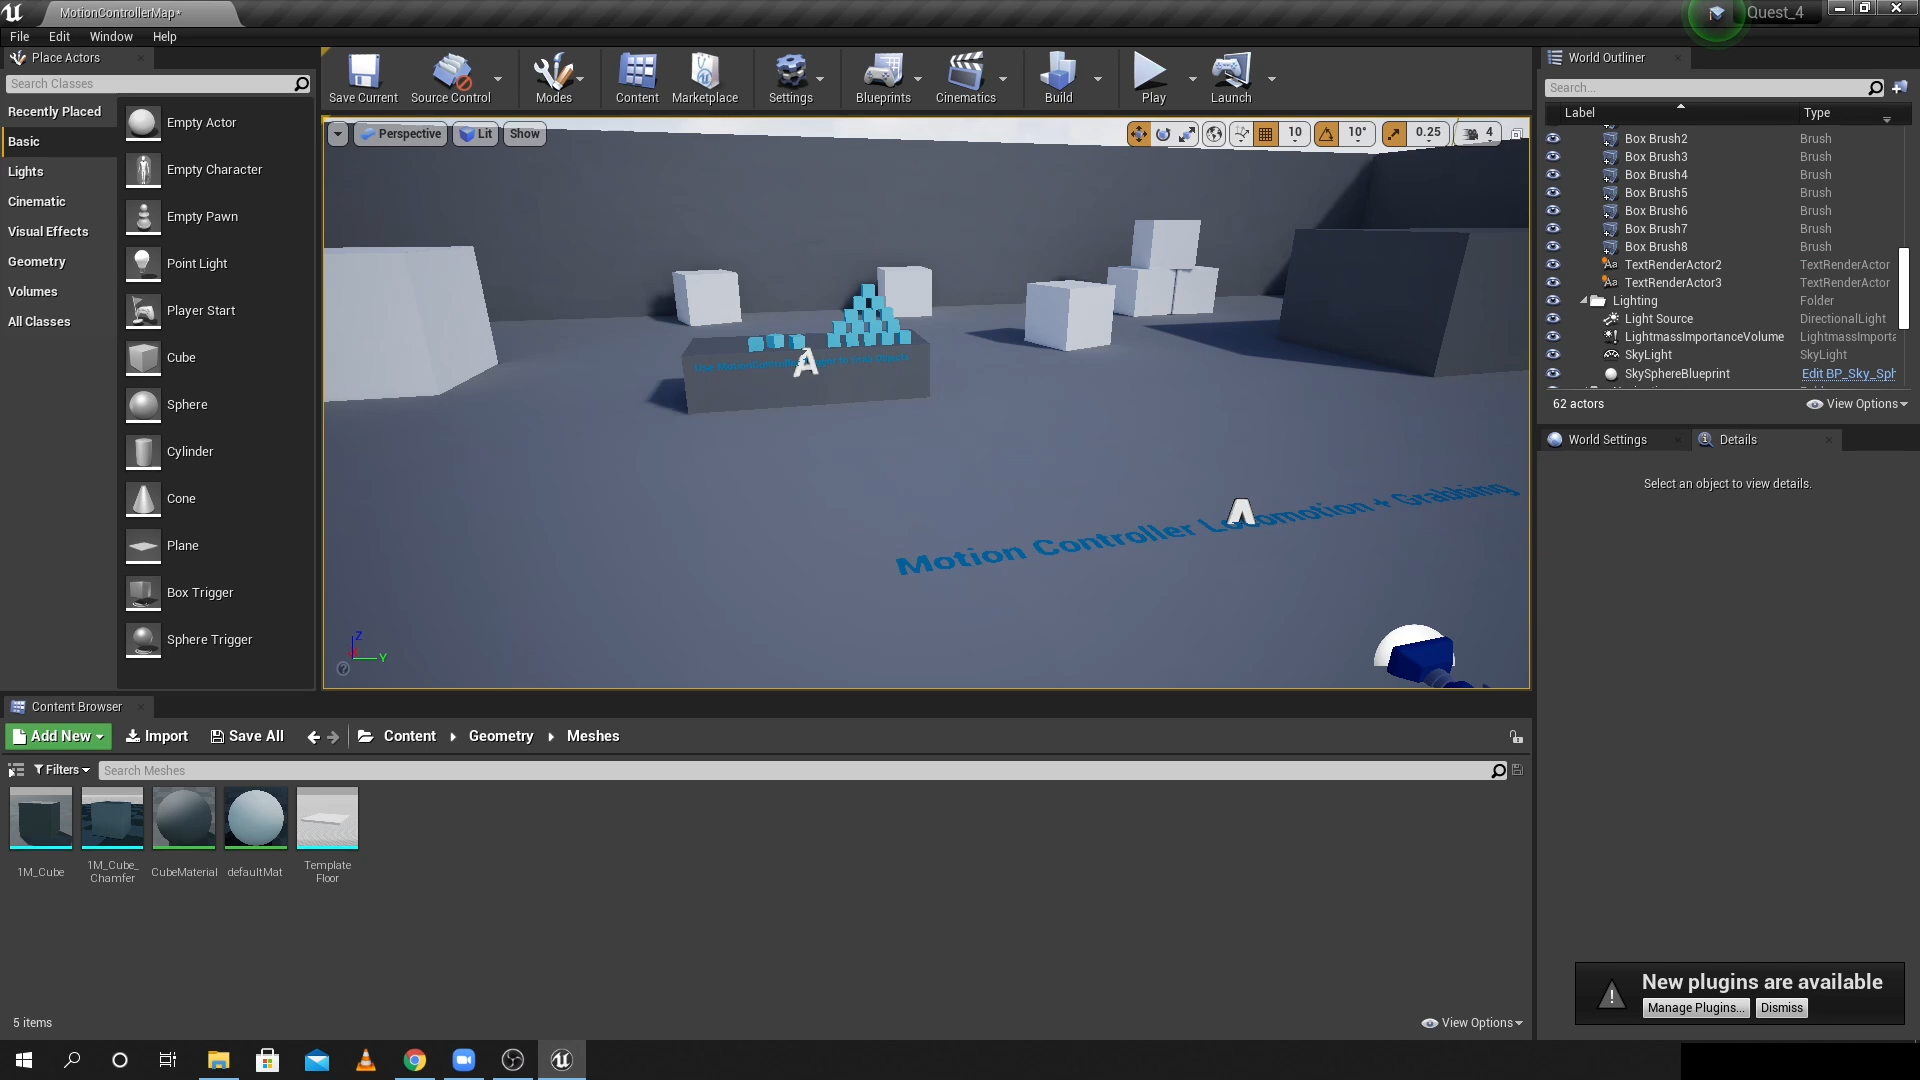 MotionControllerMap*
Quest_4
File Edit Window Help
Place Actors
Search Classes
Recently Placed
Basic
Lights
Cinematic
Visual Effects
Geometry
Volumes
All Classes
Empty Actor
Empty Character
Empty Pawn
Point Light
Player Start
Cube
Sphere
Cylinder
Cone
Plane
Box Trigger
Sphere Trigger
Save Current Source Control Modes Content Marketplace Settings Blueprints Cinematics Build Play Launch
Perspective Lit Show
10 10° 0.25 4
Motion Controller Locomotion + Grabbing
Z
Y
World Outliner
Search...
Label Type
Box Brush2 Brush
Box Brush3 Brush
Box Brush4 Brush
Box Brush5 Brush
Box Brush6 Brush
Box Brush7 Brush
Box Brush8 Brush
TextRenderActor2 TextRenderActor
TextRenderActor3 TextRenderActor
Lighting Folder
Light Source DirectionalLight
LightmassImportanceVolume LightmassImporta
SkyLight SkyLight
SkySphereBlueprint Edit BP_Sky_Sph
62 actors View Options
World Settings Details
Select an object to view details.
Content Browser
Add New Import Save All Content Geometry Meshes
Filters Search Meshes
1M_Cube
1M_Cube_
Chamfer
CubeMaterial
defaultMat
Template
Floor
5 items View Options
New plugins are available
Manage Plugins... Dismiss